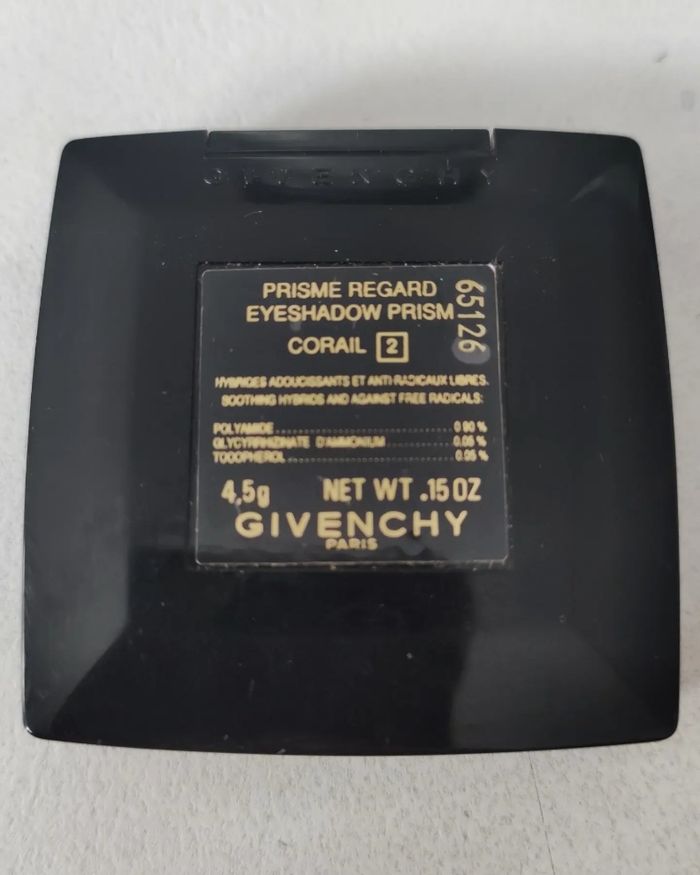 GIVENCHY
PRISME REGARD
EYESHADOW PRISM
65126
CORAIL 2
HYBRIDES ADOUCISSANTS ET ANTI-RADICAUX LIBRES.
SOOTHING HYBRIDS AND AGAINST FREE RADICALS:
POLYAMIDE 0.90 %
GLYCYRRHIZINATE D'AMMONIUM 0.05 %
TOCOPHEROL 0.05 %
4,5g NET WT .15 OZ
GIVENCHY
PARIS